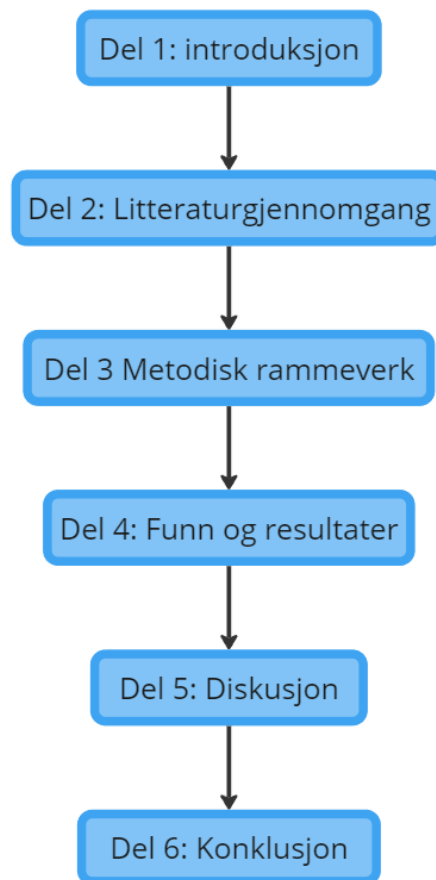 Del 1: introduksjon
Del 2: Litteraturgjennomgang
Del 3 Metodisk rammeverk
Del 4: Funn og resultater
Del 5: Diskusjon
Del 6: Konklusjon